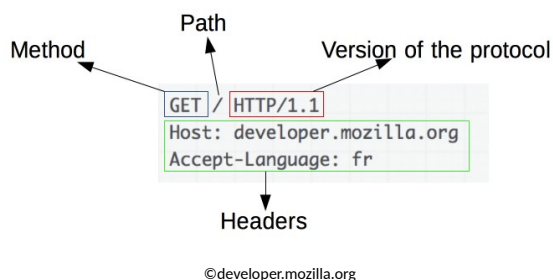 Path
Method
Version of the protocol
GET / HTTP/1.1
Host: developer.mozilla.org
Accept-Language: fr
Headers
©developer.mozilla.org